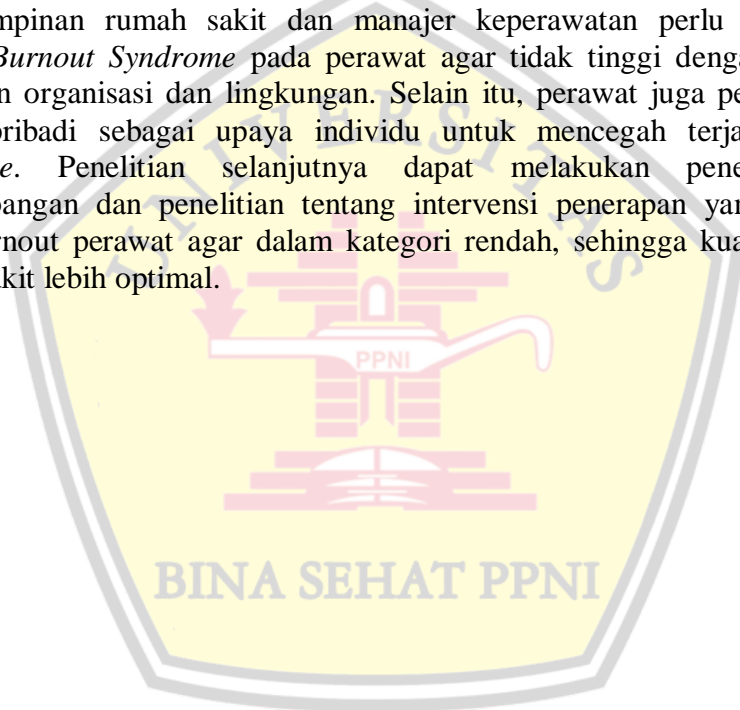 mpinan rumah sakit dan manajer keperawatan perlu
Burnout Syndrome pada perawat agar tidak tinggi denga
n organisasi dan lingkungan. Selain itu, perawat juga pe
pribadi sebagai upaya individu untuk mencegah terja
e. Penelitian selanjutnya dapat melakukan pene
bangan dan penelitian tentang intervensi penerapan yan
rnout perawat agar dalam kategori rendah, sehingga kua
kit lebih optimal.
UNIVERSITAS
PPNI
BINA SEHAT PPNI